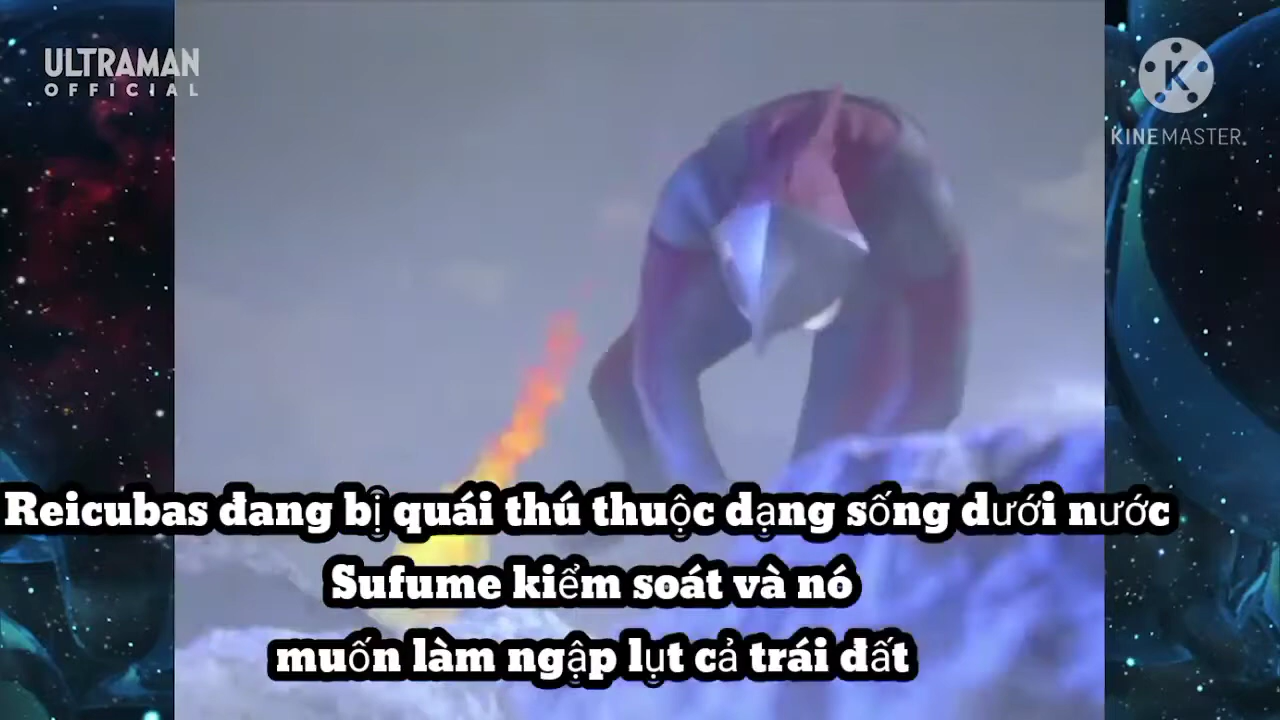 ULTRAMAN
OFFICIAL
K
KINEMASTER
Reicubas đang bị quái thú thuộc dạng sống dưới nước
Sufume kiểm soát và nó
muốn làm ngập lụt cả trái đất